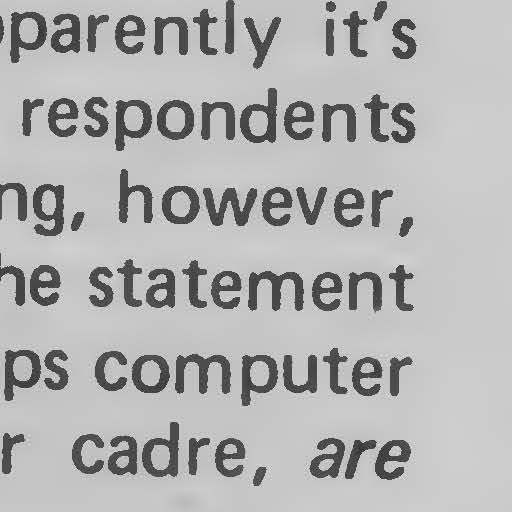 pparently it's
respondents
ng, however,
he statement
ps computer
r cadre, are